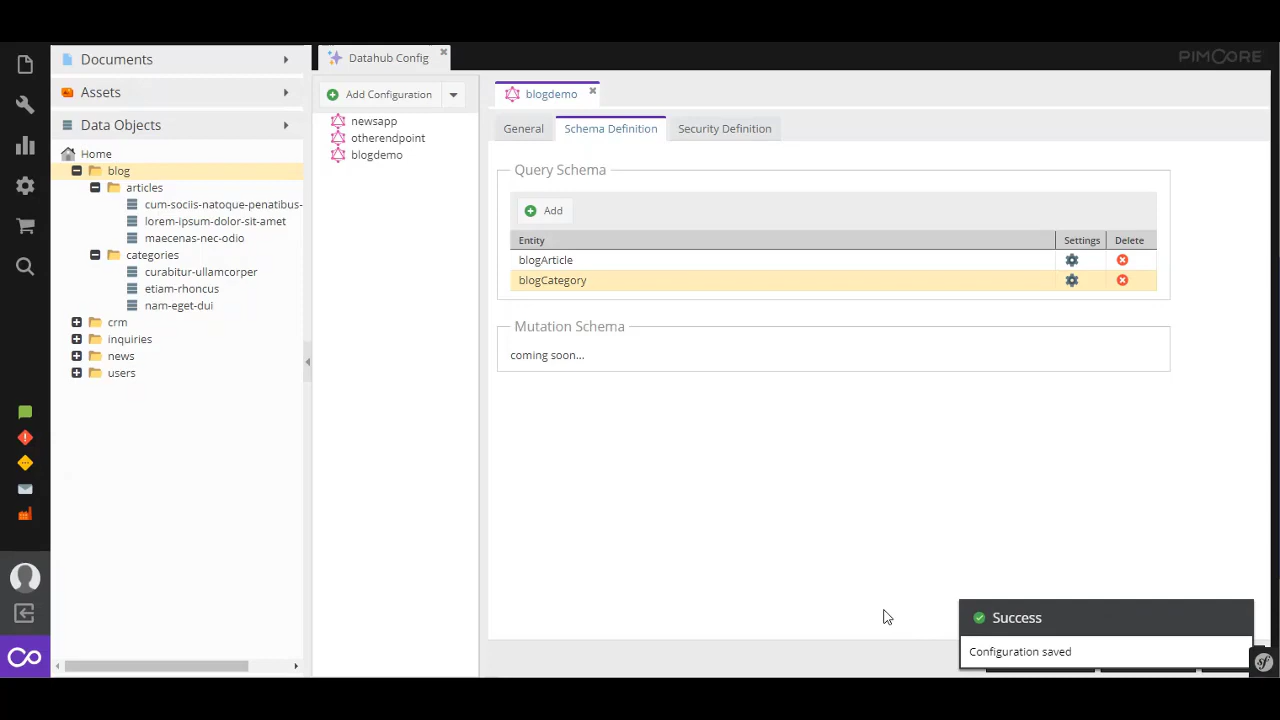 PIMCORE
Documents
Assets
Data Objects
Home
blog
articles
cum-sociis-natoque-penatibus-
lorem-ipsum-dolor-sit-amet
maecenas-nec-odio
categories
curabitur-ullamcorper
etiam-rhoncus
nam-eget-dui
crm
inquiries
news
users
Datahub Config
Add Configuration
newsapp
otherendpoint
blogdemo
blogdemo
General
Schema Definition
Security Definition
Query Schema
Add
Entity Settings Delete
blogArticle
blogCategory
Mutation Schema
coming soon...
Success
Configuration saved
sf